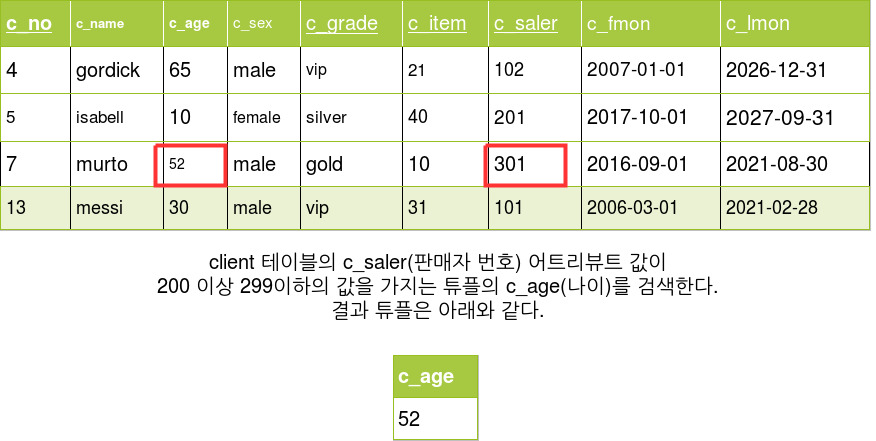 c_no c_name c_age c_sex c_grade c_item c_saler c_fmon c_lmon
4 gordick 65 male vip 21 102 2007-01-01 2026-12-31
5 isabell 10 female silver 40 201 2017-10-01 2027-09-31
7 murto 52 male gold 10 301 2016-09-01 2021-08-30
13 messi 30 male vip 31 101 2006-03-01 2021-02-28
client 테이블의 c_saler(판매자 번호) 어트리뷰트 값이
200 이상 299이하의 값을 가지는 튜플의 c_age(나이)를 검색한다.
결과 튜플은 아래와 같다.
c_age
52